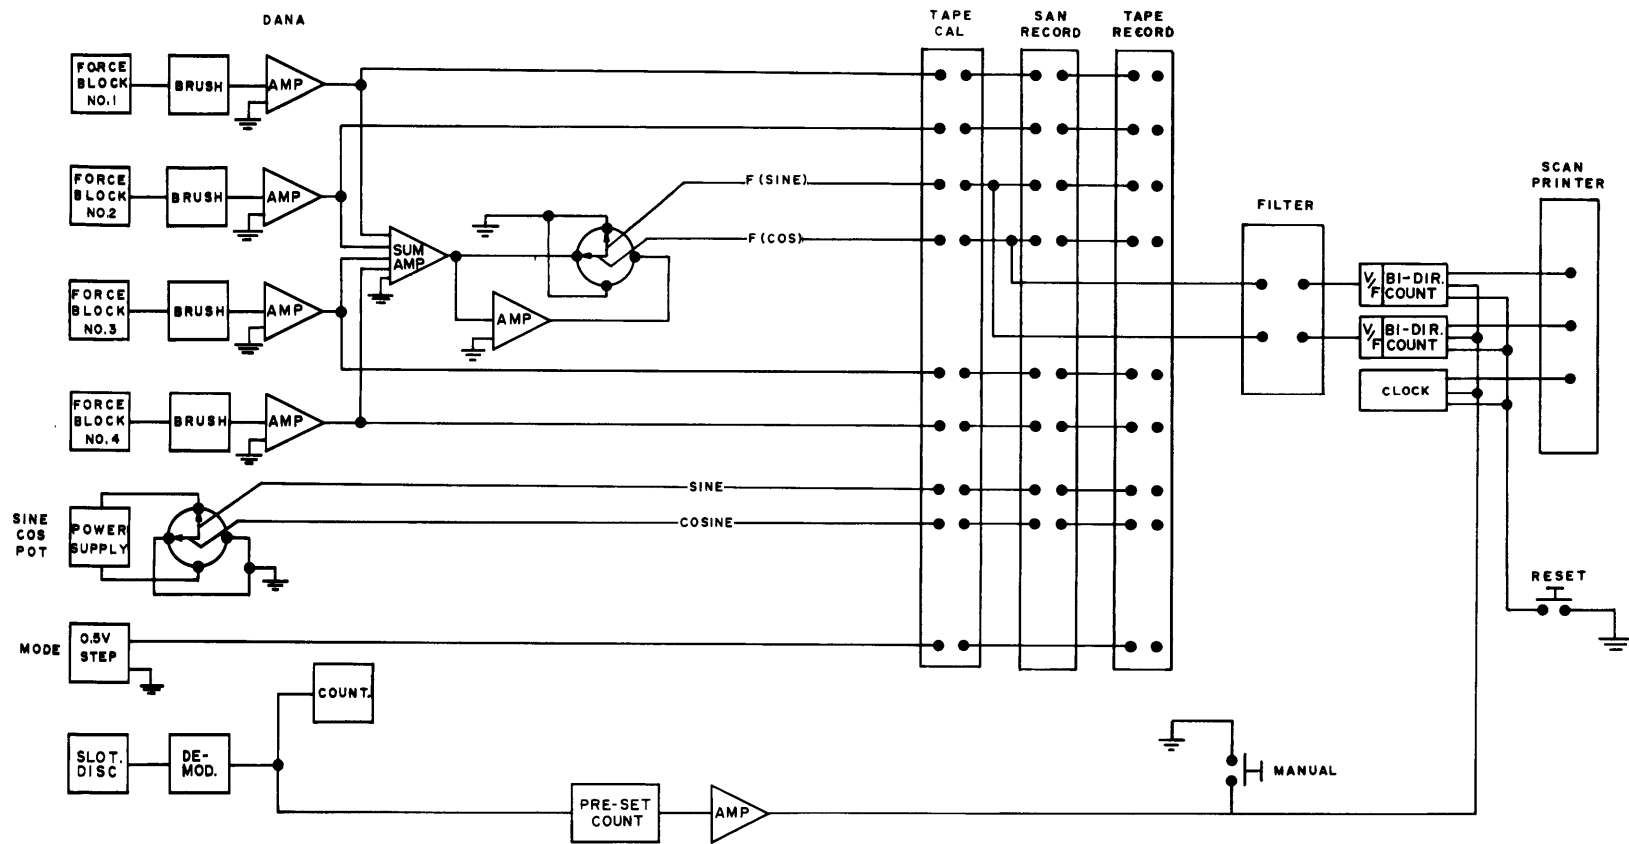 DANA
TAPE
CAL
SAN
RECORD
TAPE
RECORD
FORCE
BLOCK
NO.1
BRUSH
AMP
FORCE
BLOCK
NO.2
BRUSH
AMP
SUM
AMP
F(SINE)
F(COS)
FORCE
BLOCK
NO.3
BRUSH
AMP
AMP
FORCE
BLOCK
NO.4
BRUSH
AMP
FILTER
SCAN
PRINTER
V/F
BI-DIR.
COUNT
V/F
BI-DIR.
COUNT
CLOCK
SINE
COS
POT
POWER
SUPPLY
SINE
COSINE
RESET
MODE
0.5V
STEP
COUNT.
SLOT.
DISC
DE-
MOD.
PRE-SET
COUNT
AMP
MANUAL